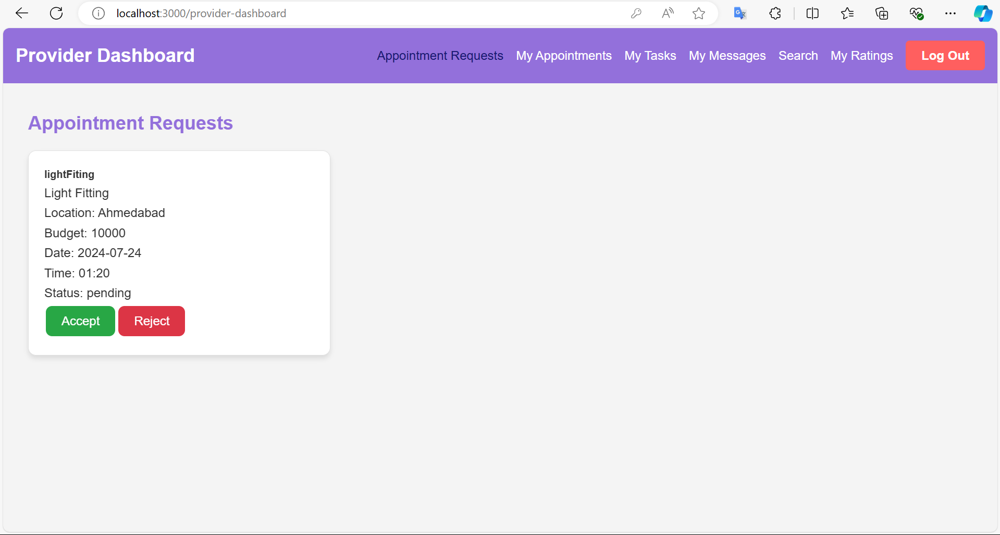 localhost:3000/provider-dashboard
Provider Dashboard
Appointment Requests My Appointments My Tasks My Messages Search My Ratings Log Out
Appointment Requests
lightFiting
Light Fitting
Location: Ahmedabad
Budget: 10000
Date: 2024-07-24
Time: 01:20
Status: pending
Accept Reject